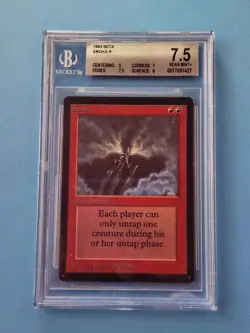 BECKETT
1993 BETA
SMOKE R
7.5
CENTERING 9 CORNERS 7
EDGES 7.5 SURFACE 8
NEAR MINT+
Smoke
Each player can
only untap one
creature during his
or her untap phase.